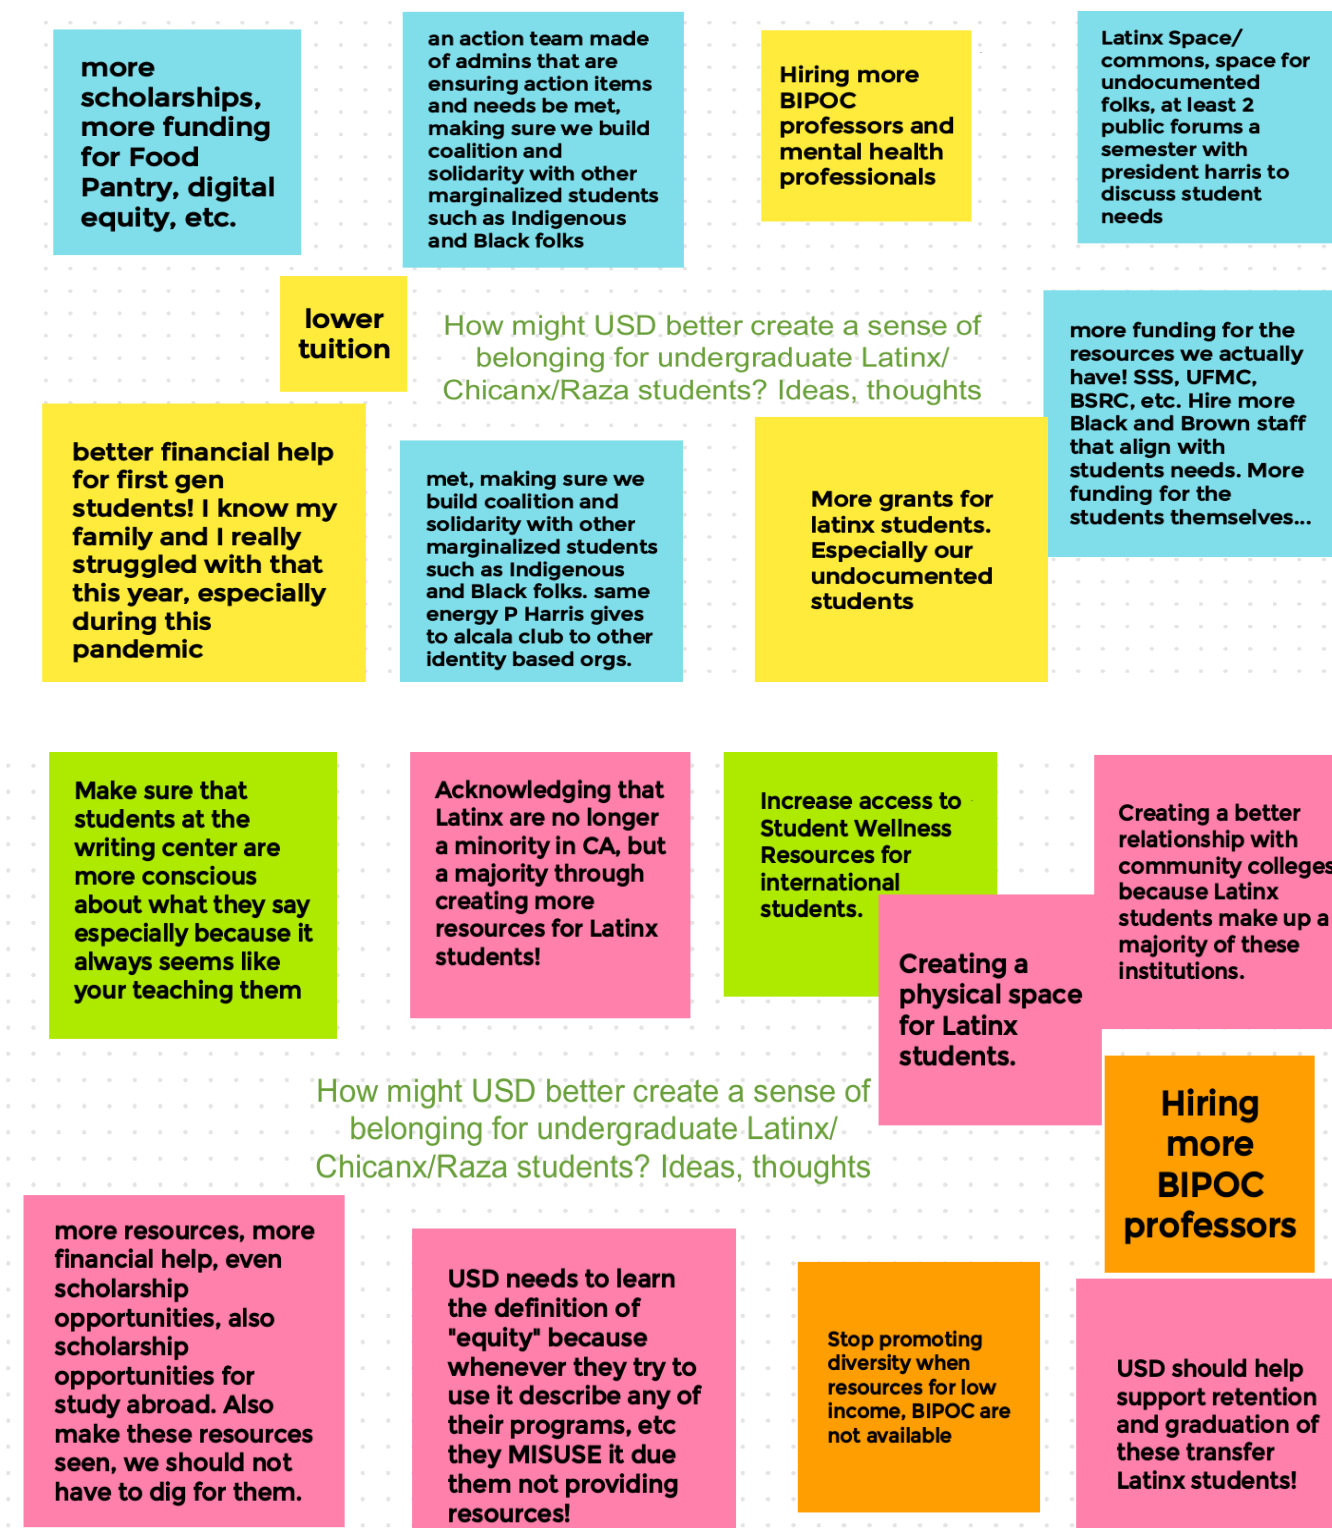 more
scholarships,
more funding
for Food
Pantry, digital
equity, etc.
an action team made
of admins that are
ensuring action items
and needs be met,
making sure we build
coalition and
solidarity with other
marginalized students
such as Indigenous
and Black folks
Hiring more
BIPOC
professors and
mental health
professionals
Latinx Space/
commons, space for
undocumented
folks, at least 2
public forums a
semester with
president harris to
discuss student
needs
lower
tuition
How might USD better create a sense of
belonging for undergraduate Latinx/
Chicanx/Raza students? Ideas, thoughts
more funding for the
resources we actually
have! SSS, UFMC,
BSRC, etc. Hire more
Black and Brown staff
that align with
students needs. More
funding for the
students themselves...
better financial help
for first gen
students! I know my
family and I really
struggled with that
this year, especially
during this
pandemic
met, making sure we
build coalition and
solidarity with other
marginalized students
such as Indigenous
and Black folks. same
energy P Harris gives
to alcala club to other
identity based orgs.
More grants for
latinx students.
Especially our
undocumented
students
Make sure that
students at the
writing center are
more conscious
about what they say
especially because it
always seems like
your teaching them
Acknowledging that
Latinx are no longer
a minority in CA, but
a majority through
creating more
resources for Latinx
students!
Increase access to
Student Wellness
Resources for
international
students.
Creating a
physical space
for Latinx
students.
Creating a better
relationship with
community colleges
because Latinx
students make up a
majority of these
institutions.
How might USD better create a sense of
belonging for undergraduate Latinx/
Chicanx/Raza students? Ideas, thoughts
Hiring
more
BIPOC
professors
more resources, more
financial help, even
scholarship
opportunities, also
scholarship
opportunities for
study abroad. Also
make these resources
seen, we should not
have to dig for them.
USD needs to learn
the definition of
"equity" because
whenever they try to
use it describe any of
their programs, etc
they MISUSE it due
them not providing
resources!
Stop promoting
diversity when
resources for low
income, BIPOC are
not available
USD should help
support retention
and graduation of
these transfer
Latinx students!